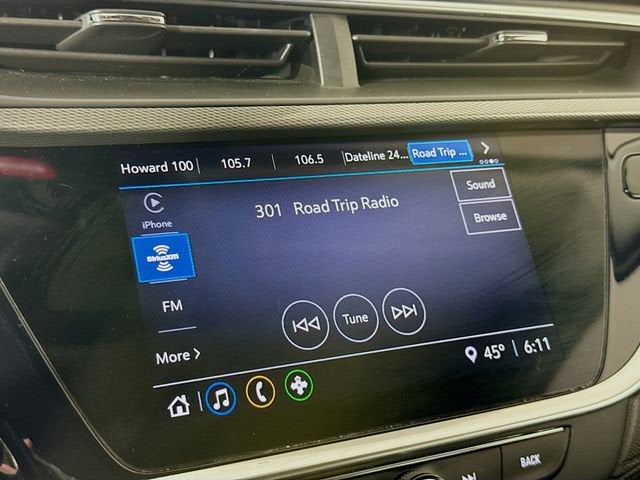 Howard 100 105.7 106.5 Dateline 24... Road Trip ...
iPhone
301 Road Trip Radio
Sound
Browse
SiriusXM
FM
Tune
More
45° 6:11
BACK